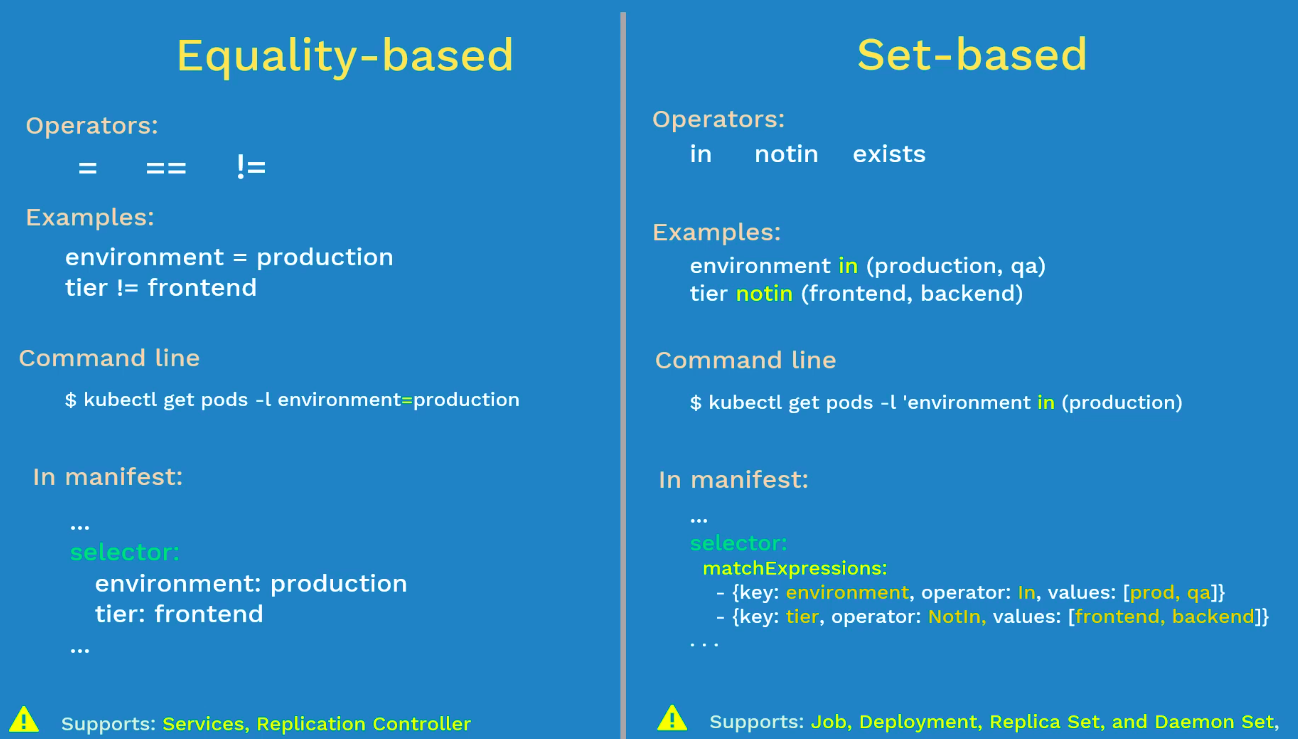 Equality-based
Operators:
= == !=
Examples:
environment = production
tier != frontend
Command line
$ kubectl get pods -l environment=production
In manifest:
...
selector:
environment: production
tier: frontend
...
Supports: Services, Replication Controller
Set-based
Operators:
in notin exists
Examples:
environment in (production, qa)
tier notin (frontend, backend)
Command line
$ kubectl get pods -l 'environment in (production)
In manifest:
...
selector:
matchExpressions:
- {key: environment, operator: In, values: [prod, qa]}
- {key: tier, operator: NotIn, values: [frontend, backend]}
. . .
Supports: Job, Deployment, Replica Set, and Daemon Set,